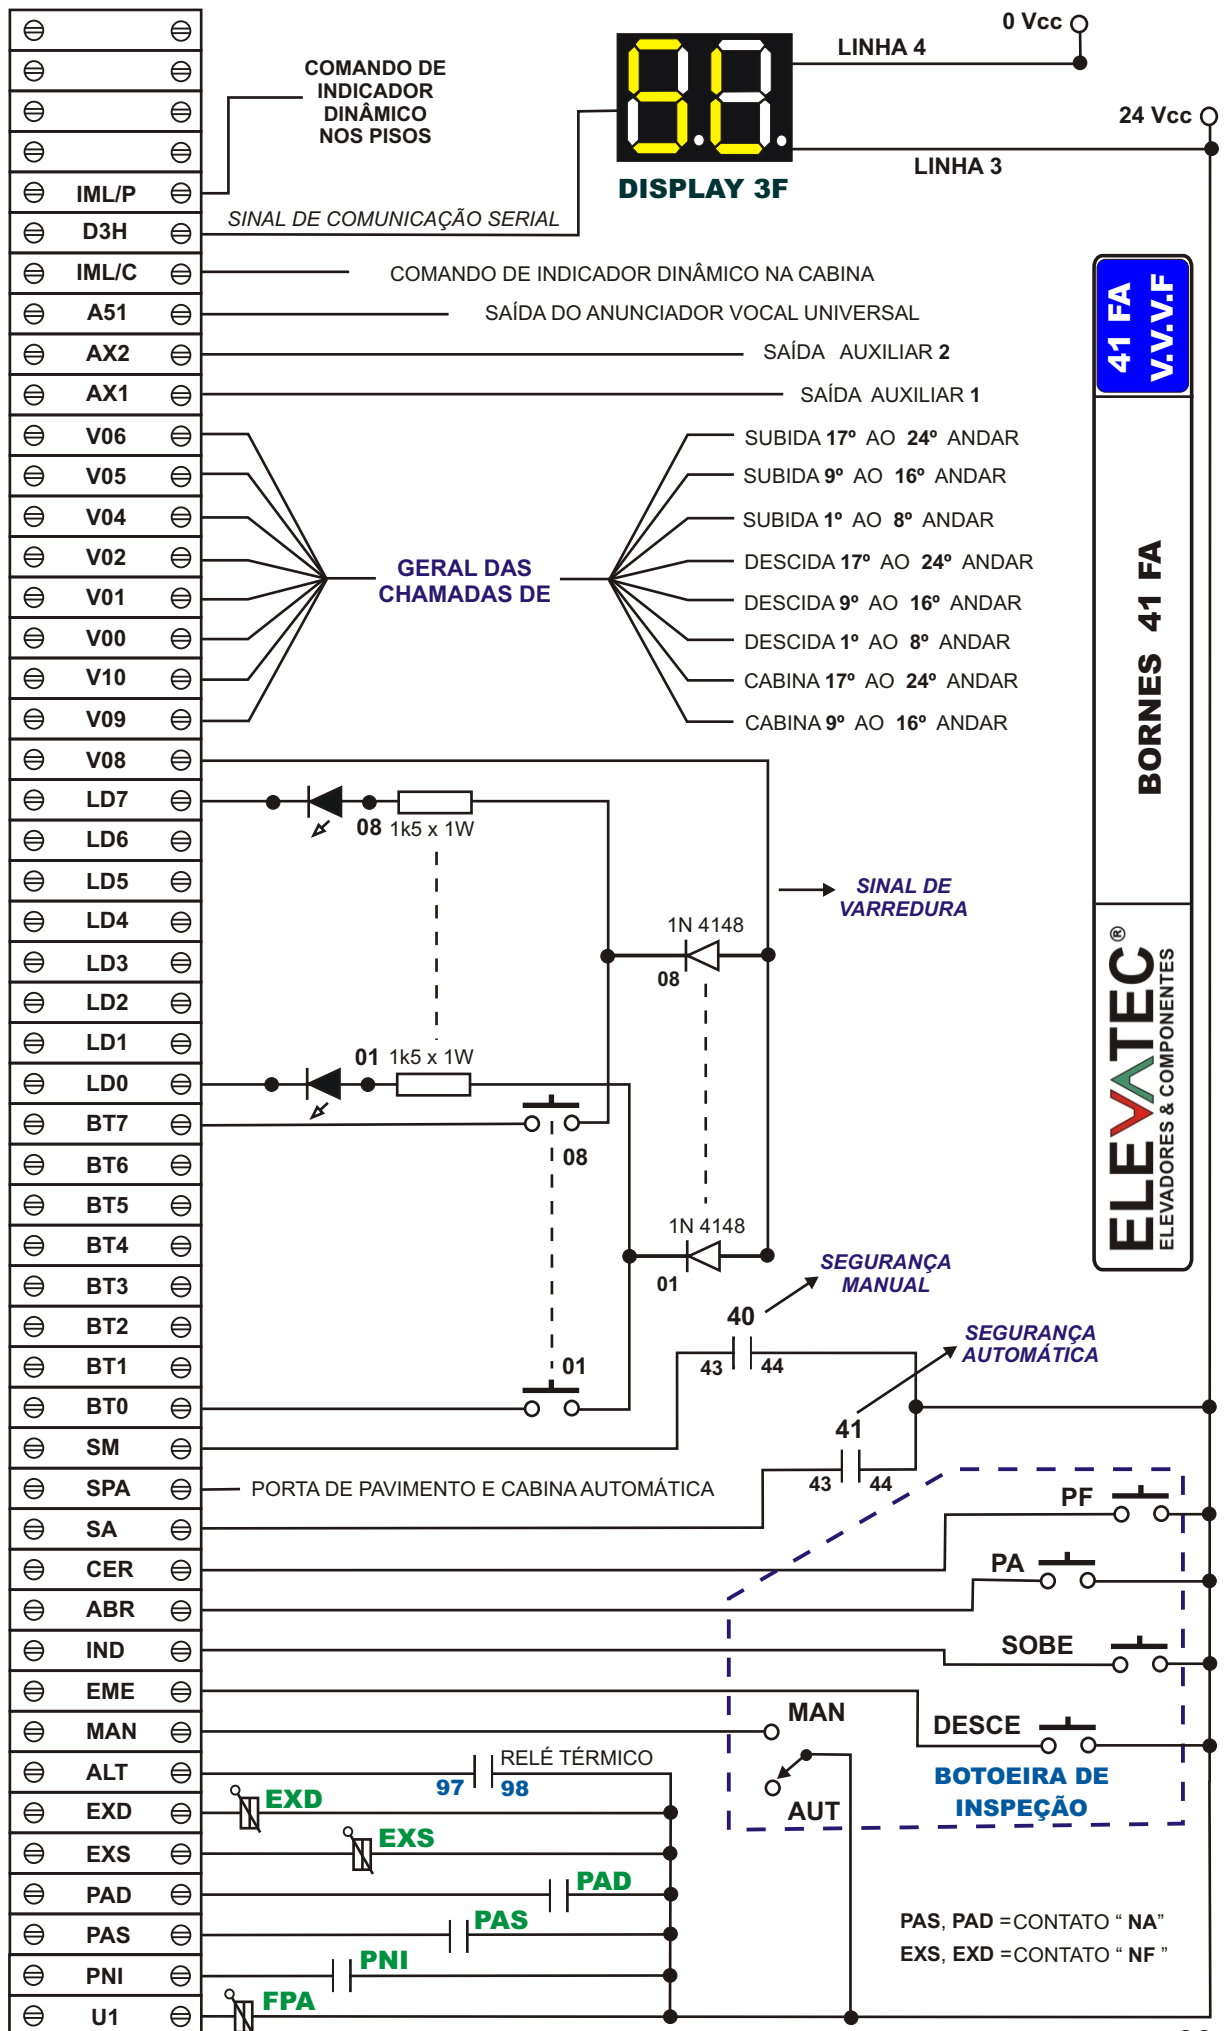 0 Vcc
LINHA 4
COMANDO DE
INDICADOR
DINÂMICO
NOS PISOS
24 Vcc
LINHA 3
DISPLAY 3F
IML/P
D3H
SINAL DE COMUNICAÇÃO SERIAL
IML/C
COMANDO DE INDICADOR DINÂMICO NA CABINA
A51
SAÍDA DO ANUNCIADOR VOCAL UNIVERSAL
AX2
SAÍDA AUXILIAR 2
AX1
SAÍDA AUXILIAR 1
41 FA
V.V.V.F
BORNES 41 FA
ELEVATEC®
ELEVADORES & COMPONENTES
V06
SUBIDA 17º AO 24º ANDAR
V05
SUBIDA 9º AO 16º ANDAR
V04
SUBIDA 1º AO 8º ANDAR
V02
DESCIDA 17º AO 24º ANDAR
GERAL DAS
CHAMADAS DE
V01
DESCIDA 9º AO 16º ANDAR
V00
DESCIDA 1º AO 8º ANDAR
V10
CABINA 17º AO 24º ANDAR
V09
CABINA 9º AO 16º ANDAR
V08
LD7
08 1k5 x 1W
LD6
LD5
SINAL DE
VARREDURA
LD4
1N 4148
LD3
08
LD2
LD1
01 1k5 x 1W
LD0
BT7
08
BT6
BT5
1N 4148
BT4
01
SEGURANÇA
MANUAL
BT3
BT2
40
43 44
SEGURANÇA
AUTOMÁTICA
BT1
01
BT0
41
43 44
SM
SPA
PORTA DE PAVIMENTO E CABINA AUTOMÁTICA
PF
SA
CER
PA
ABR
IND
SOBE
EME
MAN
MAN
DESCE
ALT
RELÉ TÉRMICO
97 98
AUT
BOTOEIRA DE
INSPEÇÃO
EXD
EXD
EXS
EXS
PAD
PAD
PAS
PAS
PAS, PAD =CONTATO “ NA”
EXS, EXD =CONTATO “ NF ”
PNI
PNI
U1
FPA